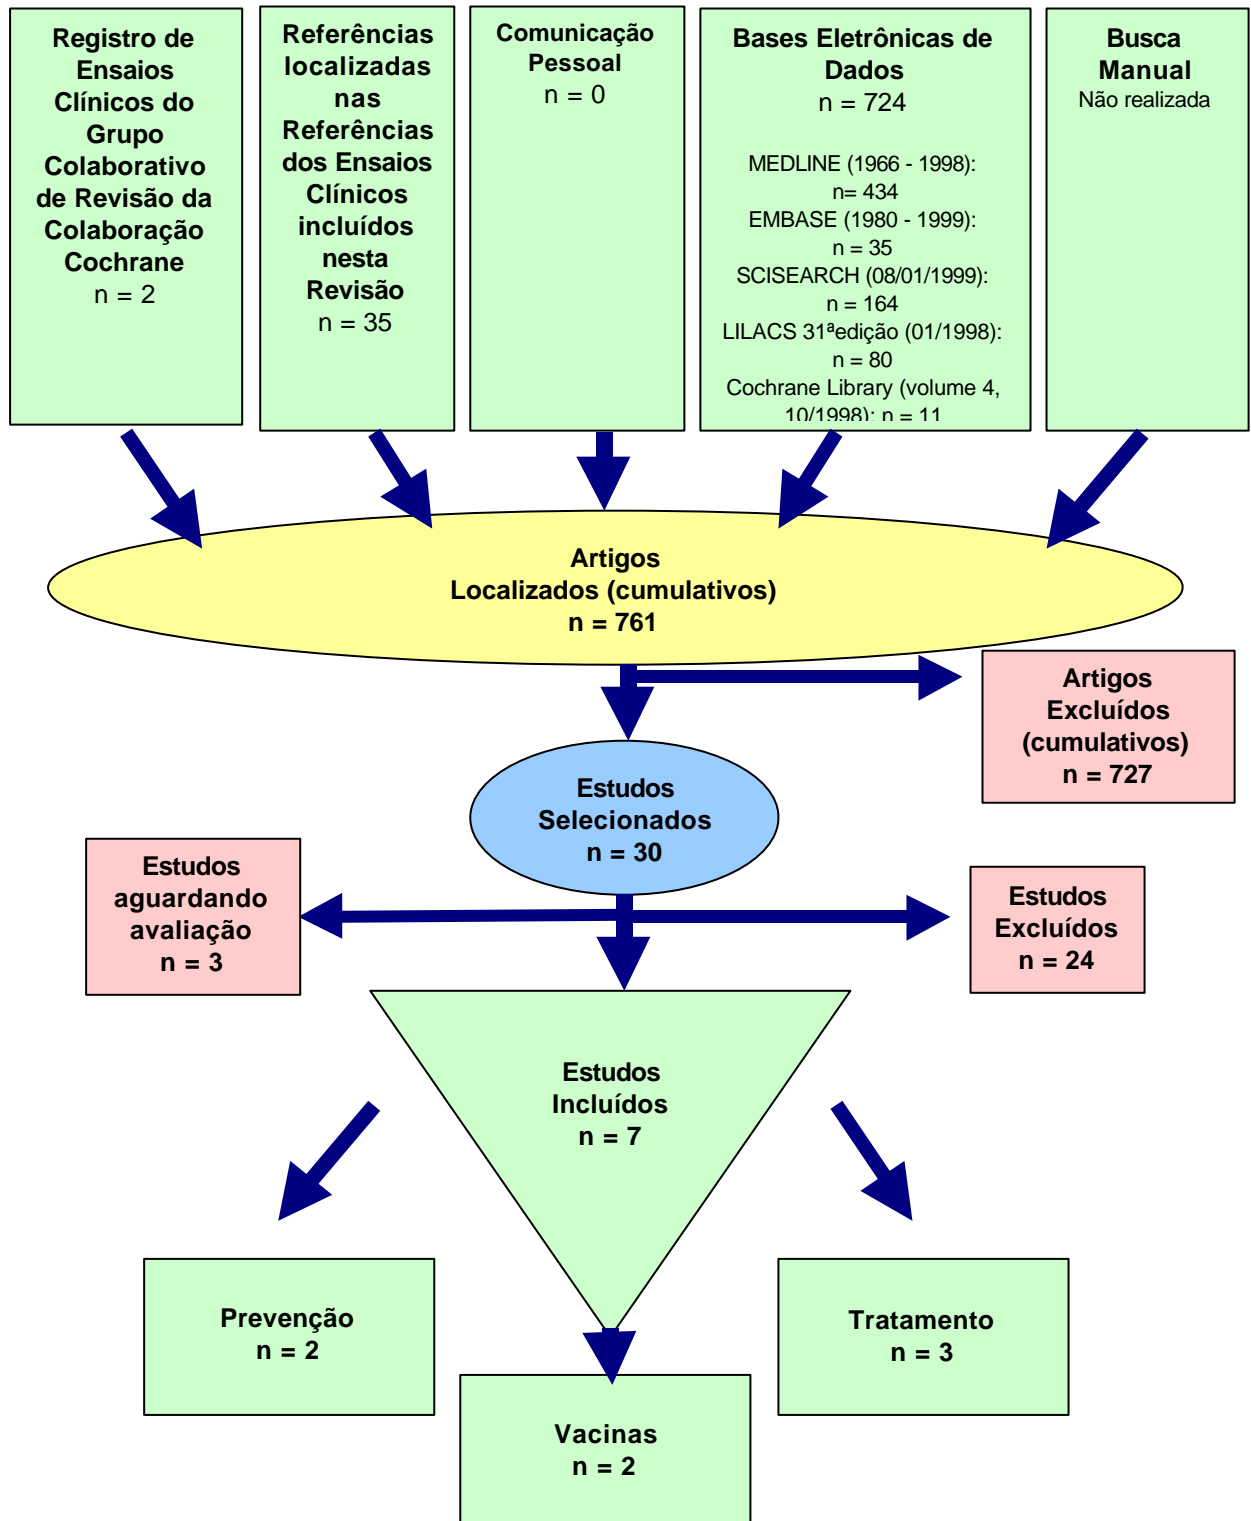 Registro de
Ensaios
Clínicos do
Grupo
Colaborativo
de Revisão da
Colaboração
Cochrane
n = 2
Referências
localizadas
nas
Referências
dos Ensaios
Clínicos
incluídos
nesta
Revisão
n = 35
Comunicação
Pessoal
n = 0
Bases Eletrônicas de
Dados
n = 724
MEDLINE (1966 - 1998):
n= 434
EMBASE (1980 - 1999):
n = 35
SCISEARCH (08/01/1999):
n = 164
LILACS 31ªedição (01/1998):
n = 80
Cochrane Library (volume 4,
10/1998): n = 11
Busca
Manual
Não realizada
Artigos
Localizados (cumulativos)
n = 761
Artigos
Excluídos
(cumulativos)
n = 727
Estudos
Selecionados
n = 30
Estudos
aguardando
avaliação
n = 3
Estudos
Excluídos
n = 24
Estudos
Incluídos
n = 7
Prevenção
n = 2
Tratamento
n = 3
Vacinas
n = 2